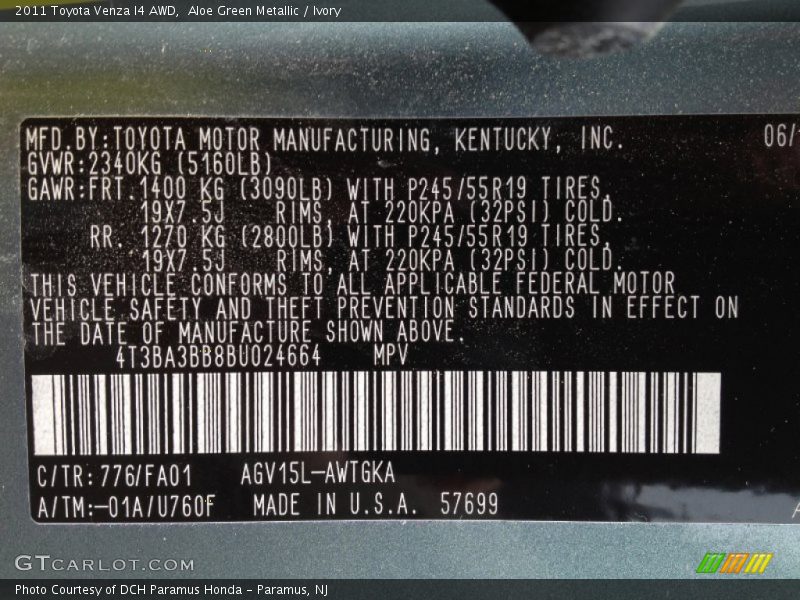 2011 Toyota Venza I4 AWD,  Aloe Green Metallic / Ivory
MFD.BY:TOYOTA MOTOR MANUFACTURING, KENTUCKY, INC. 06/
GVWR:2340KG (5160LB)
GAWR:FRT.1400 KG (3090LB) WITH P245/55R19 TIRES,
19X7.5J RIMS, AT 220KPA (32PSI) COLD.
RR. 1270 KG (2800LB) WITH P245/55R19 TIRES,
19X7.5J RIMS, AT 220KPA (32PSI) COLD.
THIS VEHICLE CONFORMS TO ALL APPLICABLE FEDERAL MOTOR
VEHICLE SAFETY AND THEFT PREVENTION STANDARDS IN EFFECT ON
THE DATE OF MANUFACTURE SHOWN ABOVE.
4T3BA3BB8BU024664 MPV
C/TR:776/FA01 AGV15L-AWTGKA
A/TM:-01A/U760F MADE IN U.S.A. 57699
GTCARLOT.COM
Photo Courtesy of DCH Paramus Honda - Paramus, NJ